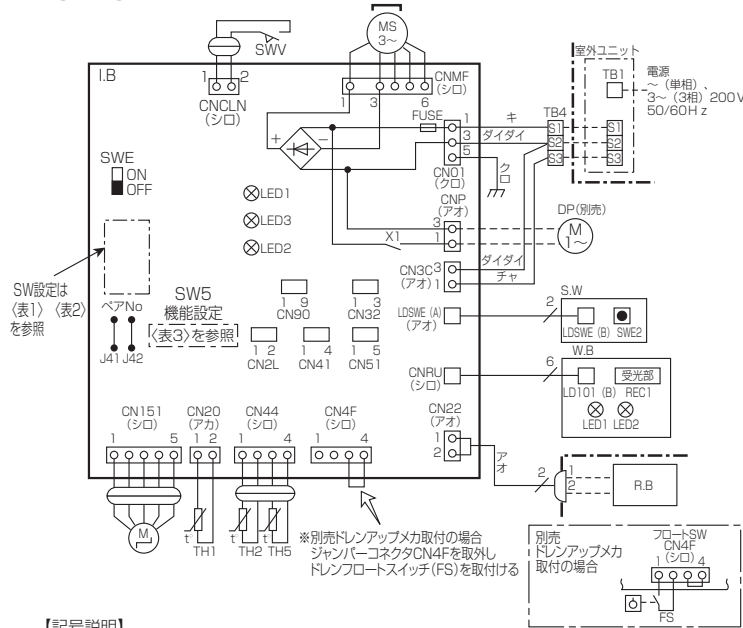 MS
3～
SWV
I.B
1 2
CNCLN
(シロ)
CNMF
(シロ)
1 3 6
FUSE
室外ユニット
TB1
電源
～（単相）、
3～（3相）200V
50/60Hz
SWE
ON
OFF
＋
－
1
3
5
CN01
(クロ)
キ
ダイダイ
クロ
TB4
S1
S2
S3
S1
S2
S3
LED1
LED3
LED2
CNP
(アオ)
3
1
X1
DP(別売)
M
1～
SW設定は
〈表1〉〈表2〉
を参照
ペアNo
J41 J42
SW5
機能設定
〈表3〉を参照
1 9
CN90
1 3
CN32
1 2
CN2L
1 4
CN41
1 5
CN51
CN3C
(アオ)
3
1
ダイダイ
チャ
LDSWE (A)
(アオ)
2
S.W
LDSWE (B) SWE2
W.B
CNRU
(シロ)
6
LD101 (B)
受光部
REC1
LED1 LED2
CN151
(シロ)
1 5
CN20
(アカ)
1 2
CN44
(シロ)
1 4
CN4F
(シロ)
1 4
CN22
(アオ)
1
2
アオ
2
1
2
R.B
M
t°
TH1
t°
TH2
t°
TH5
※別売ドレンアップメカ取付の場合
ジャンパーコネクタCN4Fを取外し
ドレンフロートスイッチ(FS)を取付ける
別売
ドレンアップメカ
取付の場合
フロートSW
CN4F
(シロ)
1 4
FS
【記号説明】